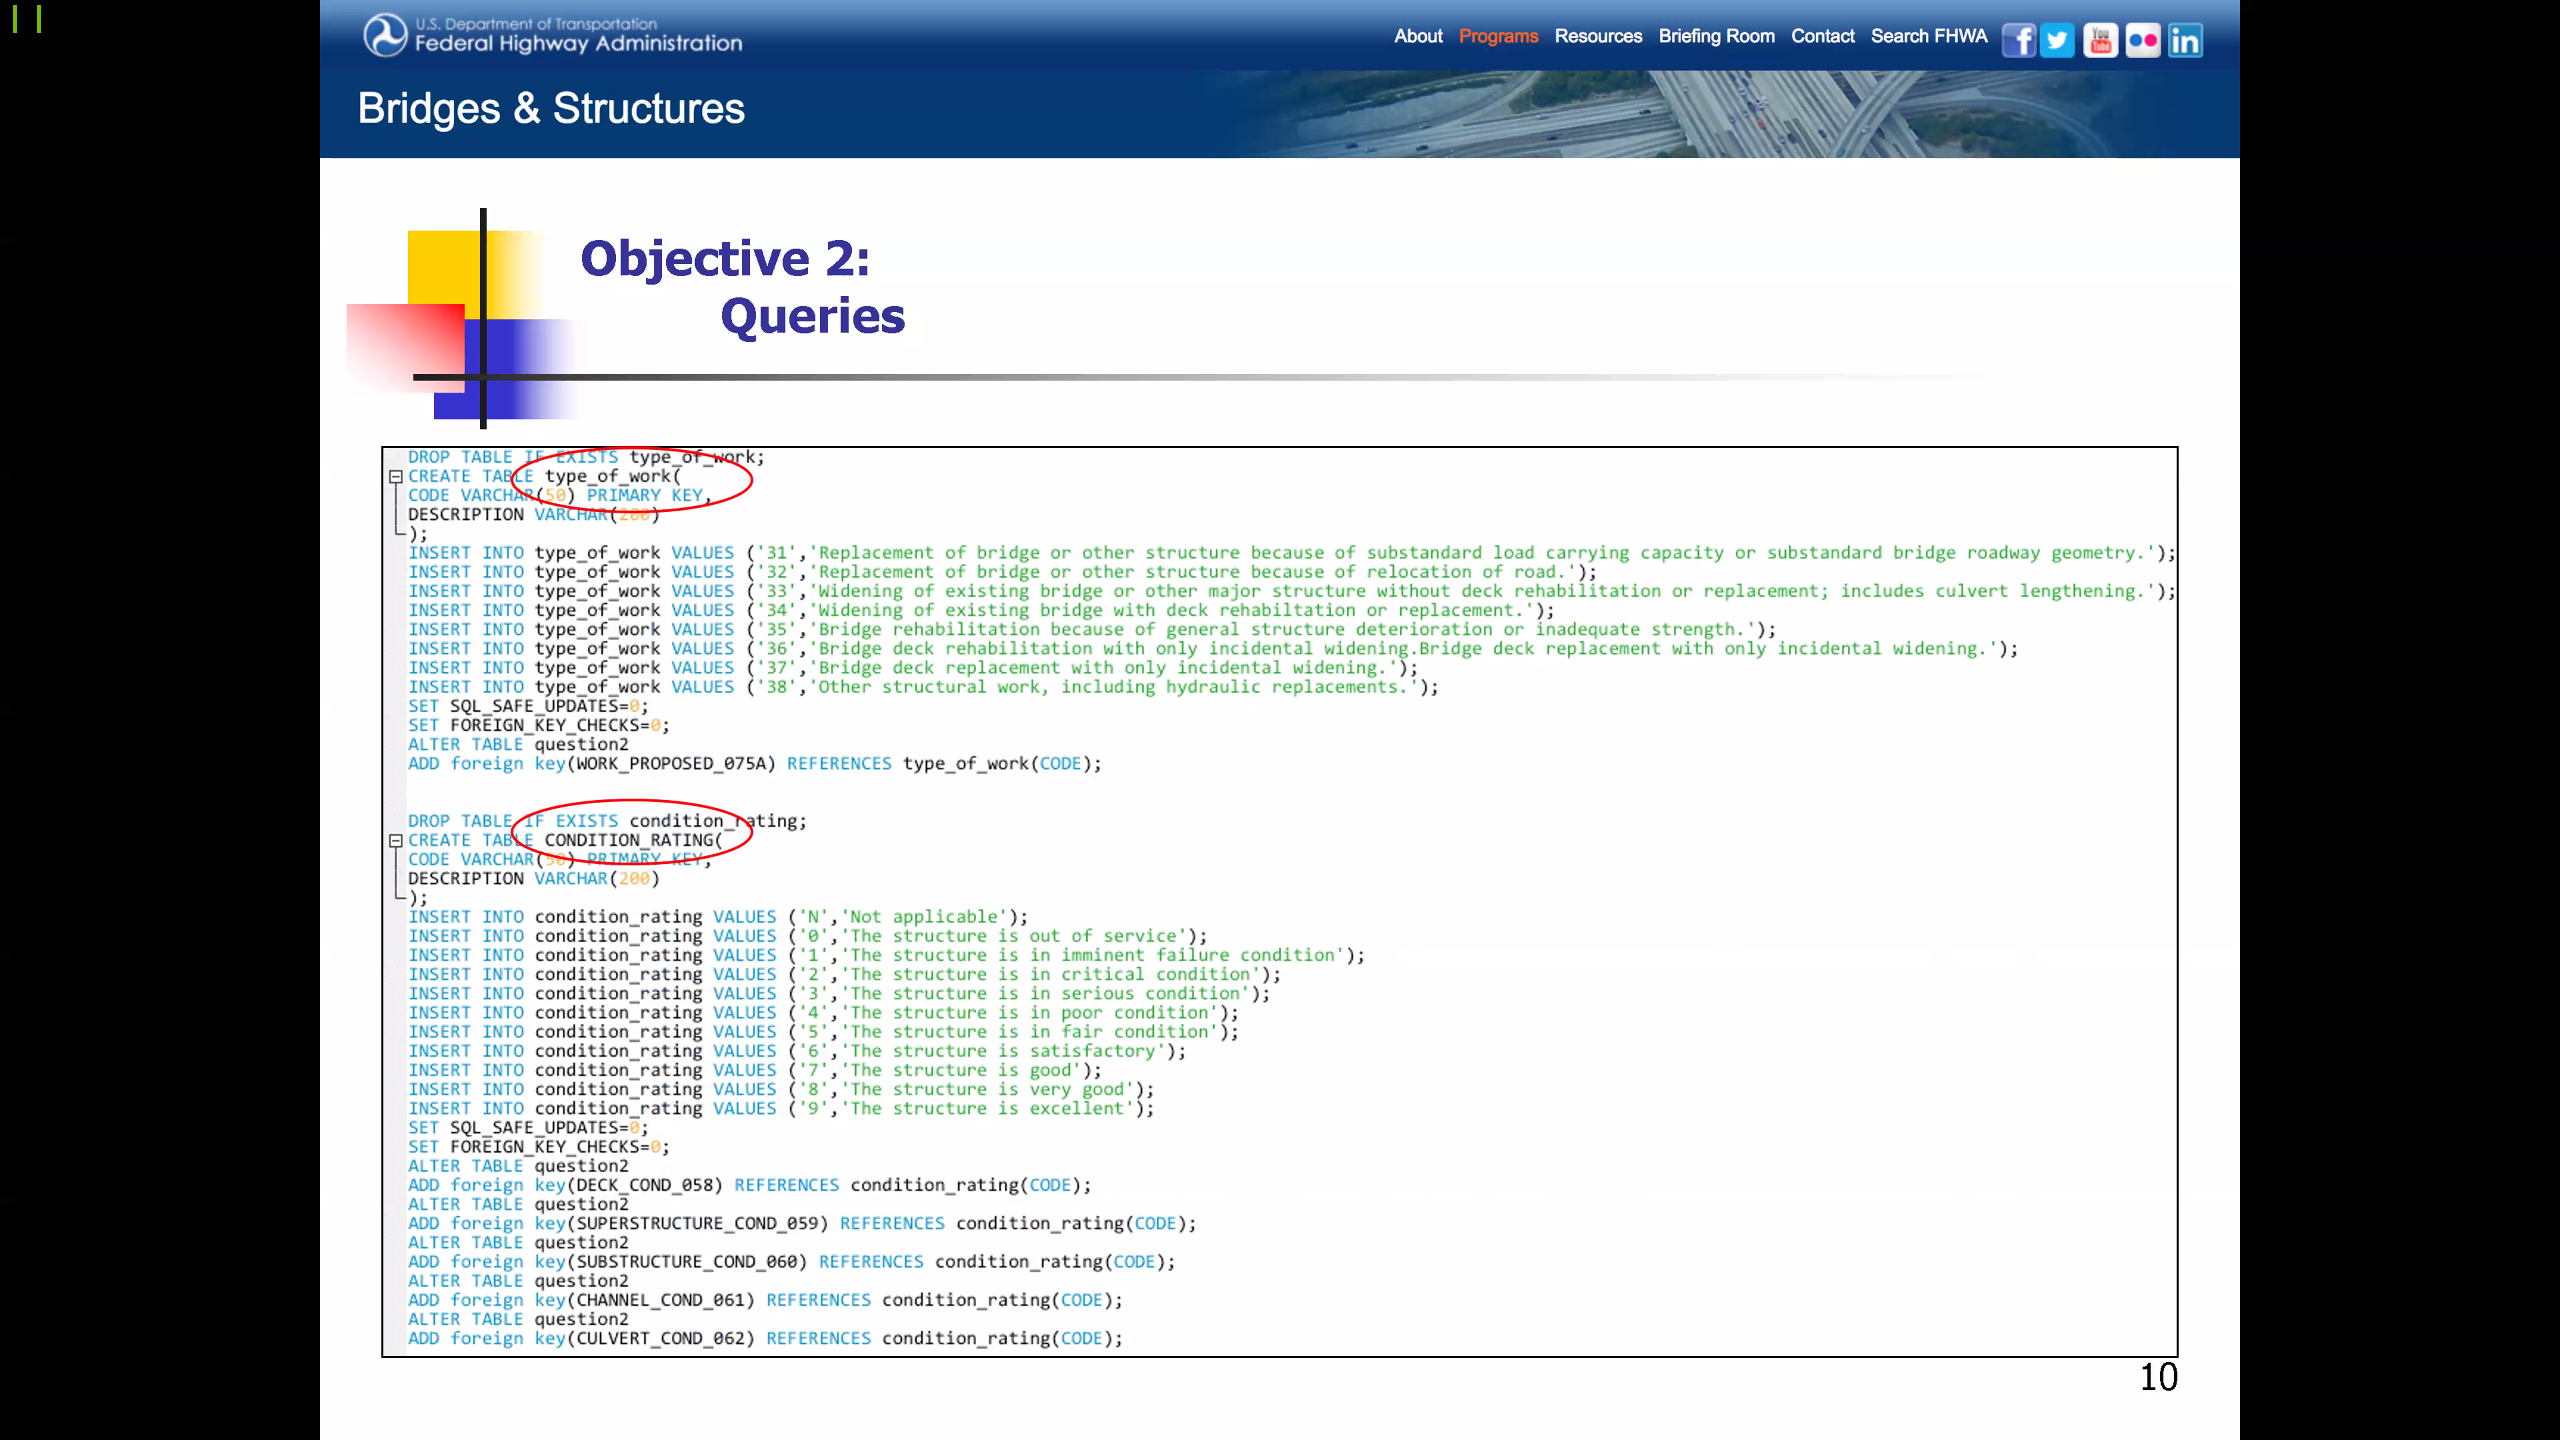 U.S. Department of Transportation
Federal Highway Administration
About Programs Resources Briefing Room Contact Search FHWA
Bridges & Structures
Objective 2:
Queries
DROP TABLE IF EXISTS type_of_work;
CREATE TABLE type_of_work(
CODE VARCHAR(50) PRIMARY KEY,
DESCRIPTION VARCHAR(200)
);
INSERT INTO type_of_work VALUES ('31','Replacement of bridge or other structure because of substandard load carrying capacity or substandard bridge roadway geometry.');
INSERT INTO type_of_work VALUES ('32','Replacement of bridge or other structure because of relocation of road.');
INSERT INTO type_of_work VALUES ('33','Widening of existing bridge or other major structure without deck rehabilitation or replacement; includes culvert lengthening.');
INSERT INTO type_of_work VALUES ('34','Widening of existing bridge with deck rehabiltation or replacement.');
INSERT INTO type_of_work VALUES ('35','Bridge rehabilitation because of general structure deterioration or inadequate strength.');
INSERT INTO type_of_work VALUES ('36','Bridge deck rehabilitation with only incidental widening.Bridge deck replacement with only incidental widening.');
INSERT INTO type_of_work VALUES ('37','Bridge deck replacement with only incidental widening.');
INSERT INTO type_of_work VALUES ('38','Other structural work, including hydraulic replacements.');
SET SQL_SAFE_UPDATES=0;
SET FOREIGN_KEY_CHECKS=0;
ALTER TABLE question2
ADD foreign key(WORK_PROPOSED_075A) REFERENCES type_of_work(CODE);
DROP TABLE IF EXISTS condition_rating;
CREATE TABLE CONDITION_RATING(
CODE VARCHAR(50) PRIMARY KEY,
DESCRIPTION VARCHAR(200)
);
INSERT INTO condition_rating VALUES ('N','Not applicable');
INSERT INTO condition_rating VALUES ('0','The structure is out of service');
INSERT INTO condition_rating VALUES ('1','The structure is in imminent failure condition');
INSERT INTO condition_rating VALUES ('2','The structure is in critical condition');
INSERT INTO condition_rating VALUES ('3','The structure is in serious condition');
INSERT INTO condition_rating VALUES ('4','The structure is in poor condition');
INSERT INTO condition_rating VALUES ('5','The structure is in fair condition');
INSERT INTO condition_rating VALUES ('6','The structure is satisfactory');
INSERT INTO condition_rating VALUES ('7','The structure is good');
INSERT INTO condition_rating VALUES ('8','The structure is very good');
INSERT INTO condition_rating VALUES ('9','The structure is excellent');
SET SQL_SAFE_UPDATES=0;
SET FOREIGN_KEY_CHECKS=0;
ALTER TABLE question2
ADD foreign key(DECK_COND_058) REFERENCES condition_rating(CODE);
ALTER TABLE question2
ADD foreign key(SUPERSTRUCTURE_COND_059) REFERENCES condition_rating(CODE);
ALTER TABLE question2
ADD foreign key(SUBSTRUCTURE_COND_060) REFERENCES condition_rating(CODE);
ALTER TABLE question2
ADD foreign key(CHANNEL_COND_061) REFERENCES condition_rating(CODE);
ALTER TABLE question2
ADD foreign key(CULVERT_COND_062) REFERENCES condition_rating(CODE);
10